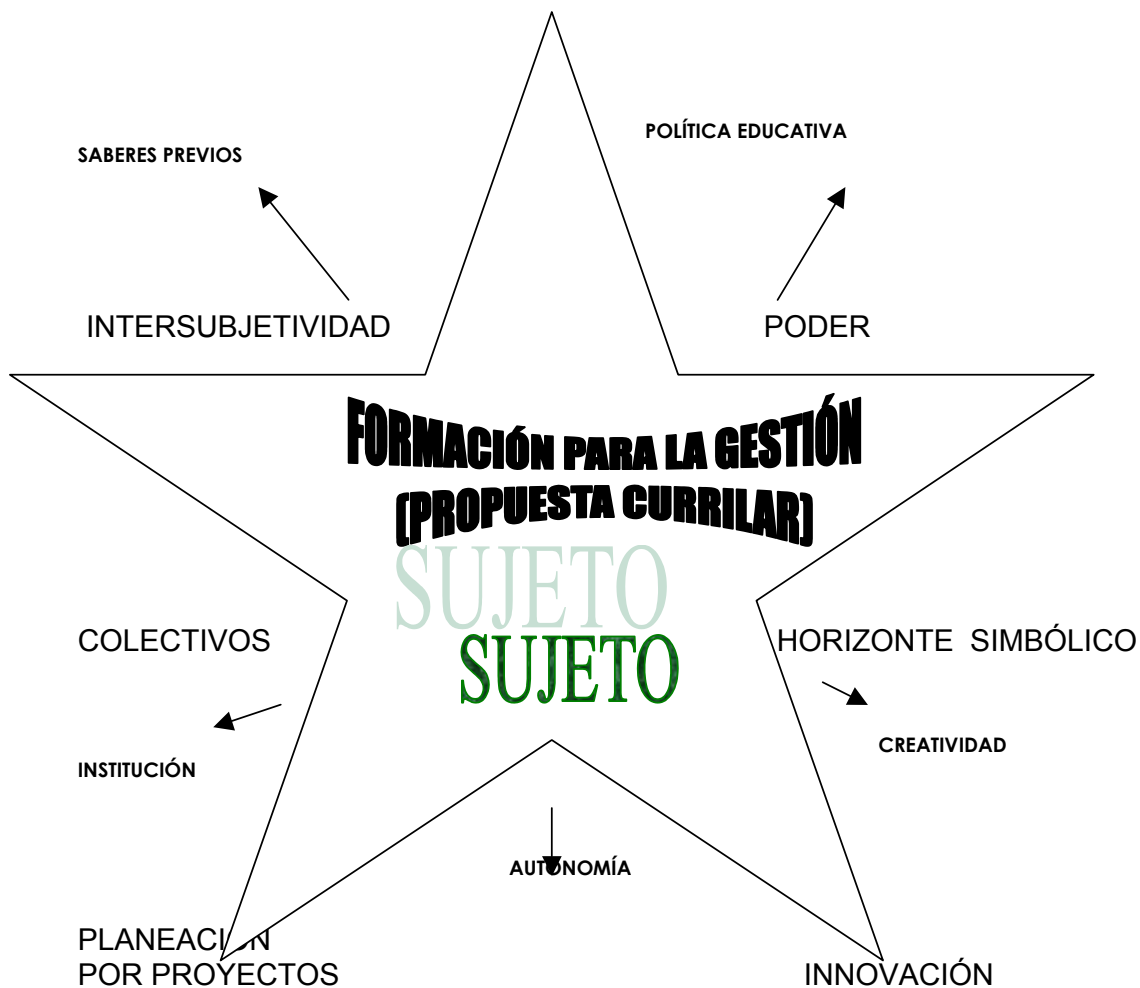 POLÍTICA EDUCATIVA
SABERES PREVIOS
INTERSUBJETIVIDAD
PODER
FORMACIÓN PARA LA GESTIÓN
(PROPUESTA CURRILAR)
SUJETO
SUJETO
COLECTIVOS
HORIZONTE SIMBÓLICO
CREATIVIDAD
INSTITUCIÓN
AUTONOMÍA
PLANEACIÓN
POR PROYECTOS
INNOVACIÓN